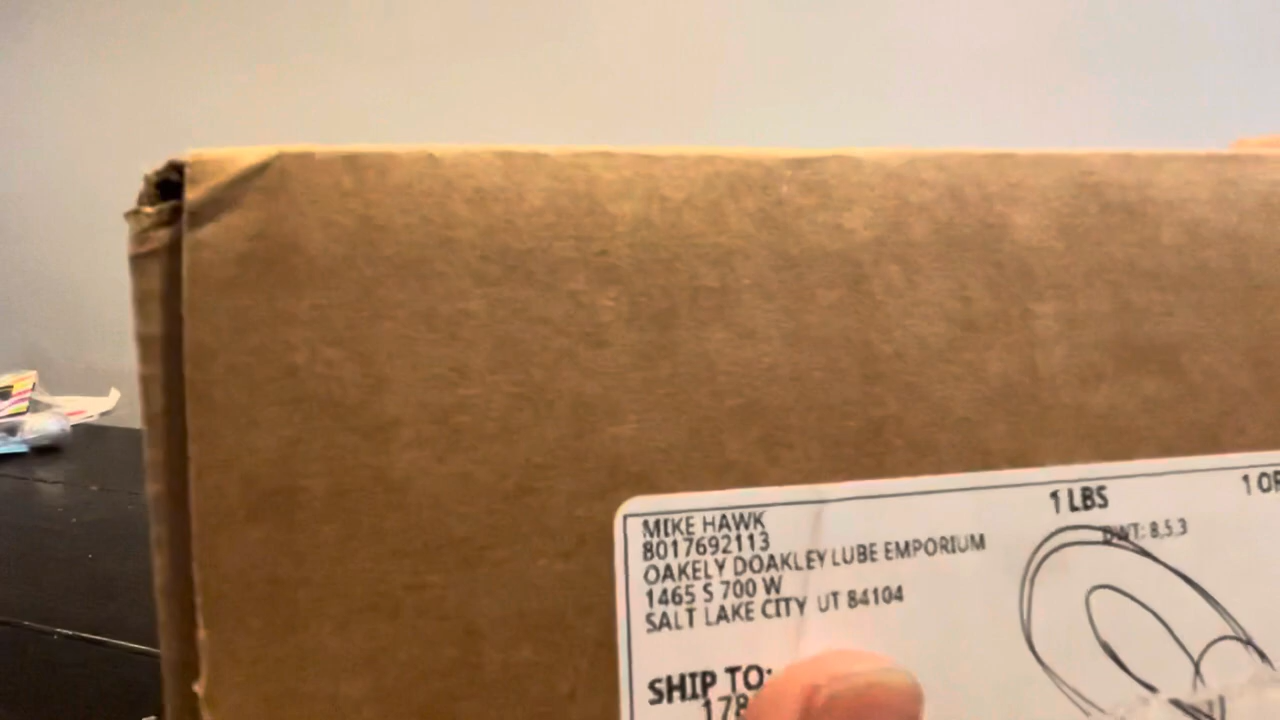 MIKE HAWK
1 LBS
1 OF
8017692113
DWT: 8,5,3
OAKELY DOAKLEY LUBE EMPORIUM
1465 S 700 W
SALT LAKE CITY UT 84104
SHIP TO:
178